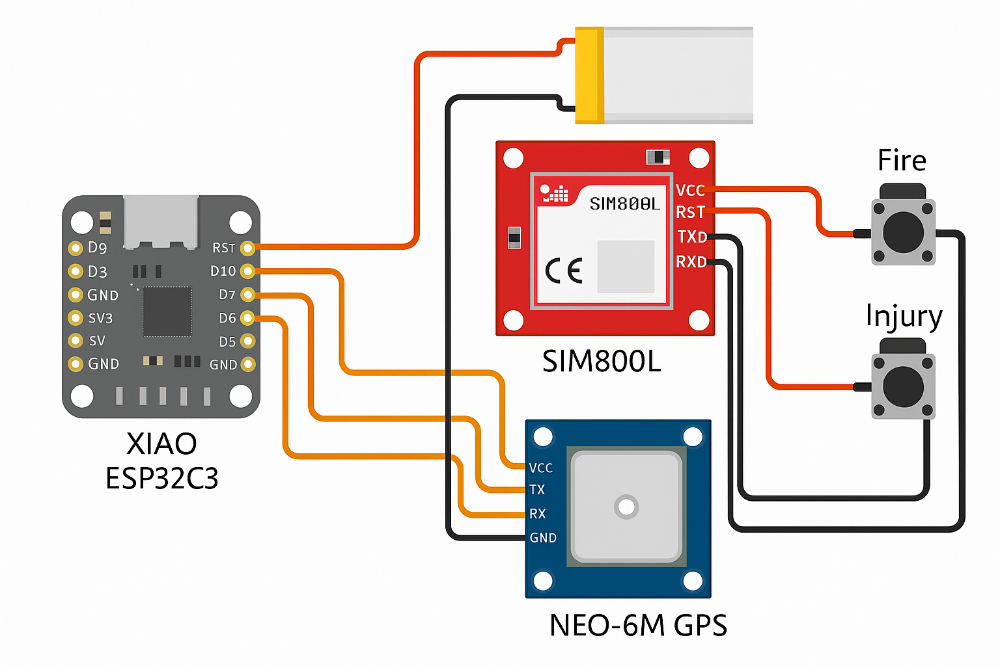 Fire
VCC
RST
TXD
RXD
SIM800L
CE
SIM800L
Injury
D9
D3
GND
SV3
SV
GND
RST
D10
D7
D6
D5
GND
XIAO
ESP32C3
VCC
TX
RX
GND
NEO-6M GPS